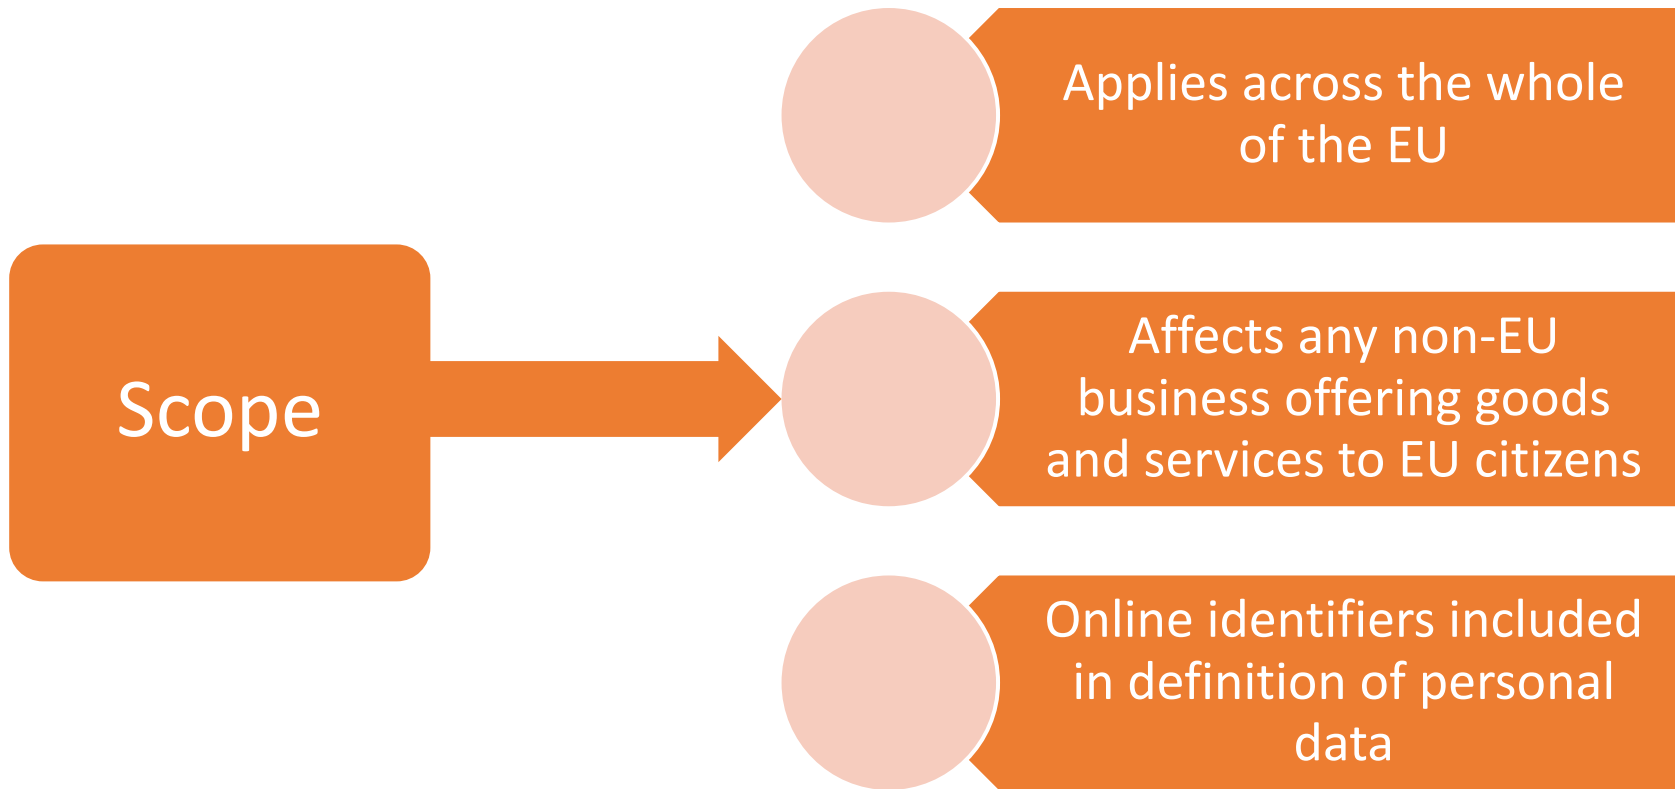 Scope
Applies across the whole
of the EU
Affects any non-EU
business offering goods
and services to EU citizens
Online identifiers included
in definition of personal
data